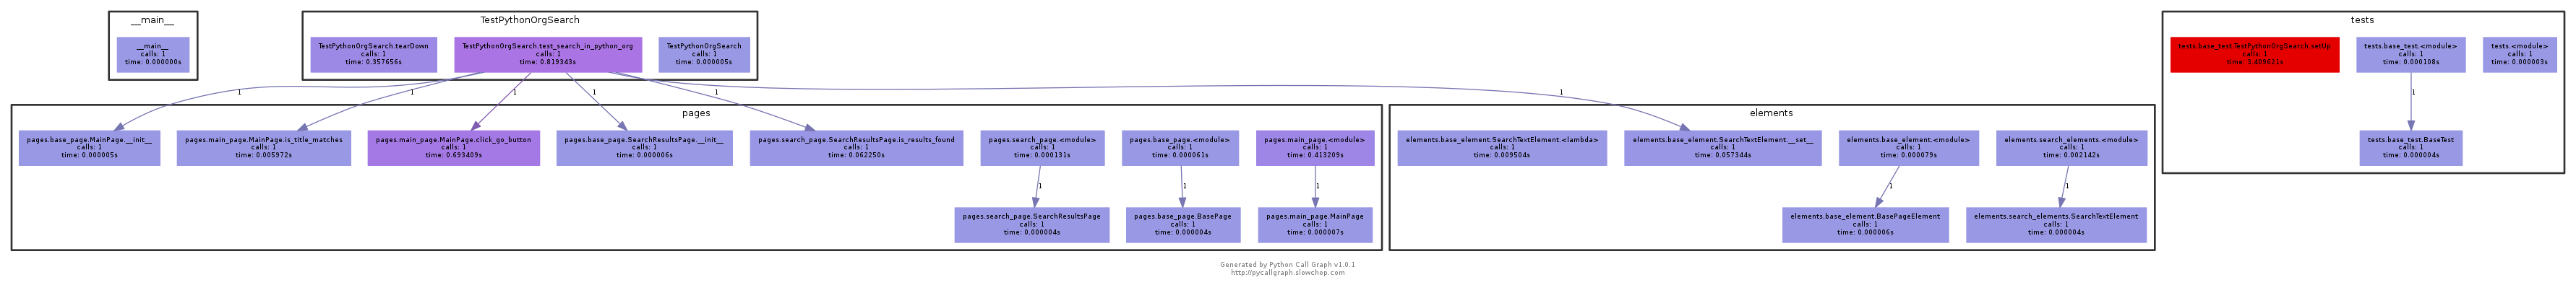 __main__
__main__
calls: 1
time: 0.000000s
TestPythonOrgSearch
TestPythonOrgSearch.tearDown
calls: 1
time: 0.357656s
TestPythonOrgSearch.test_search_in_python_org
calls: 1
time: 0.819343s
TestPythonOrgSearch
calls: 1
time: 0.000005s
tests
tests.base_test.TestPythonOrgSearch.setUp
calls: 1
time: 3.403621s
tests.base_test.<module>
calls: 1
time: 0.000108s
tests.<module>
calls: 1
time: 0.000003s
1
1
1
1
1
1
1
pages
pages.base_page.MainPage.__init__
calls: 1
time: 0.000005s
pages.main_page.MainPage.is_title_matches
calls: 1
time: 0.005972s
pages.main_page.MainPage.click_go_button
calls: 1
time: 0.693409s
pages.base_page.SearchResultsPage.__init__
calls: 1
time: 0.000006s
pages.search_page.SearchResultsPage.is_results_found
calls: 1
time: 0.062250s
pages.search_page.<module>
calls: 1
time: 0.000131s
pages.base_page.<module>
calls: 1
time: 0.000061s
pages.main_page.<module>
calls: 1
time: 0.413209s
elements
elements.base_element.SearchTextElement.<lambda>
calls: 1
time: 0.009504s
elements.base_element.SearchTextElement.__set__
calls: 1
time: 0.057344s
elements.base_element.<module>
calls: 1
time: 0.000079s
elements.search_elements.<module>
calls: 1
time: 0.002142s
tests.base_test.BaseTest
calls: 1
time: 0.000004s
1
1
1
1
1
pages.search_page.SearchResultsPage
calls: 1
time: 0.000004s
pages.base_page.BasePage
calls: 1
time: 0.000004s
pages.main_page.MainPage
calls: 1
time: 0.000007s
elements.base_element.BasePageElement
calls: 1
time: 0.000006s
elements.search_elements.SearchTextElement
calls: 1
time: 0.000004s
Generated by Python Call Graph v1.0.1
http://pycallgraph.slowchop.com